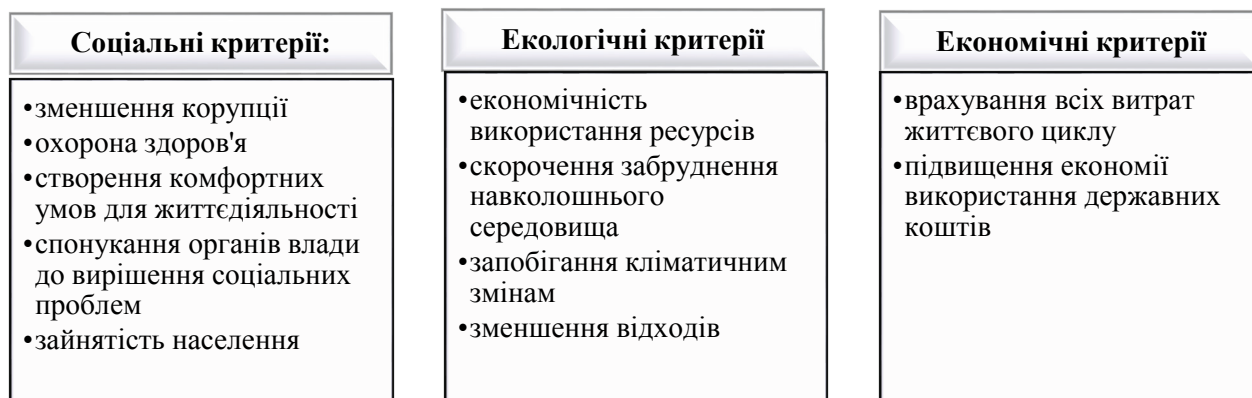 Соціальні критерії:
•зменшення корупції
•охорона здоров'я
•створення комфортних
умов для життєдіяльності
•спонукання органів влади
до вирішення соціальних
проблем
•зайнятість населення
Екологічні критерії
•економічність
використання ресурсів
•скорочення забруднення
навколошнього
середовища
•запобігання кліматичним
змінам
•зменшення відходів
Економічні критерії
•врахування всіх витрат
життєвого циклу
•підвищення економії
використання державних
коштів